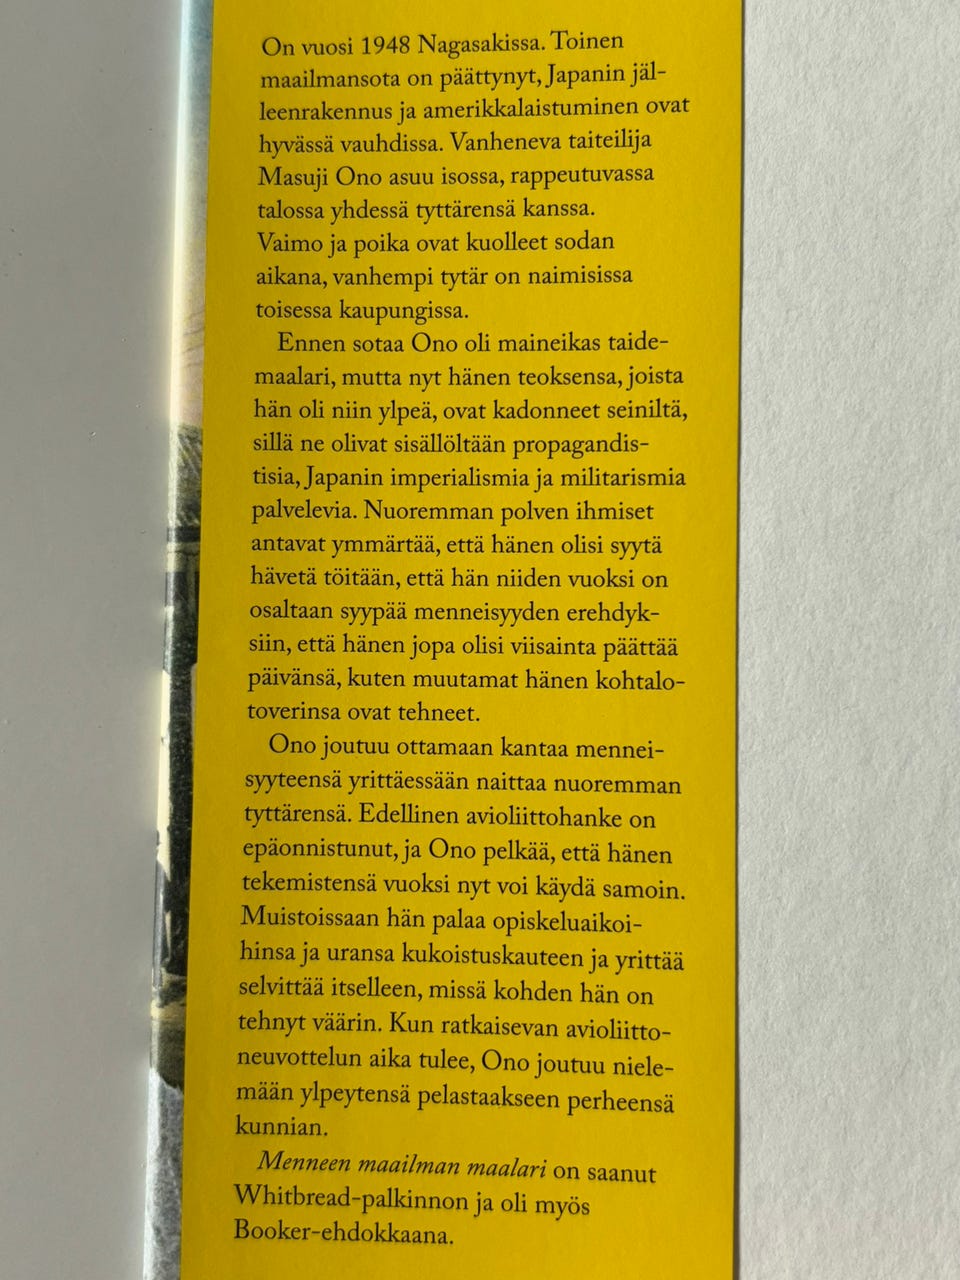 On vuosi 1948 Nagasakissa. Toinen
maailmansota on päättynyt, Japanin jäl-
leenrakennus ja amerikkalaistuminen ovat
hyvässä vauhdissa. Vanheneva taiteilija
Masuji Ono asuu isossa, rappeutuvassa
talossa yhdessä tyttärensä kanssa.
Vaimo ja poika ovat kuolleet sodan
aikana, vanhempi tytär on naimisissa
toisessa kaupungissa.
Ennen sotaa Ono oli maineikas taide-
maalari, mutta nyt hänen teoksensa, joista
hän oli niin ylpeä, ovat kadonneet seiniltä,
sillä ne olivat sisällöltään propagandis-
tisia, Japanin imperialismia ja militarismia
palvelevia. Nuoremman polven ihmiset
antavat ymmärtää, että hänen olisi syytä
hävetä töitään, että hän niiden vuoksi on
osaltaan syypää menneisyyden erehdyk-
siin, että hänen jopa olisi viisainta päättää
päivänsä, kuten muutamat hänen kohtalo-
toverinsa ovat tehneet.
Ono joutuu ottamaan kantaa mennei-
syyteensä yrittäessään naittaa nuoremman
tyttärensä. Edellinen avioliittohanke on
epäonnistunut, ja Ono pelkää, että hänen
tekemistensä vuoksi nyt voi käydä samoin.
Muistoissaan hän palaa opiskeluaikoi-
hinsa ja uransa kukoistuskauteen ja yrittää
selvittää itselleen, missä kohden hän on
tehnyt väärin. Kun ratkaisevan avioliitto-
neuvottelun aika tulee, Ono joutuu niele-
mään ylpeytensä pelastaakseen perheensä
kunnian.
Menneen maailman maalari on saanut
Whitbread-palkinnon ja oli myös
Booker-ehdokkaana.